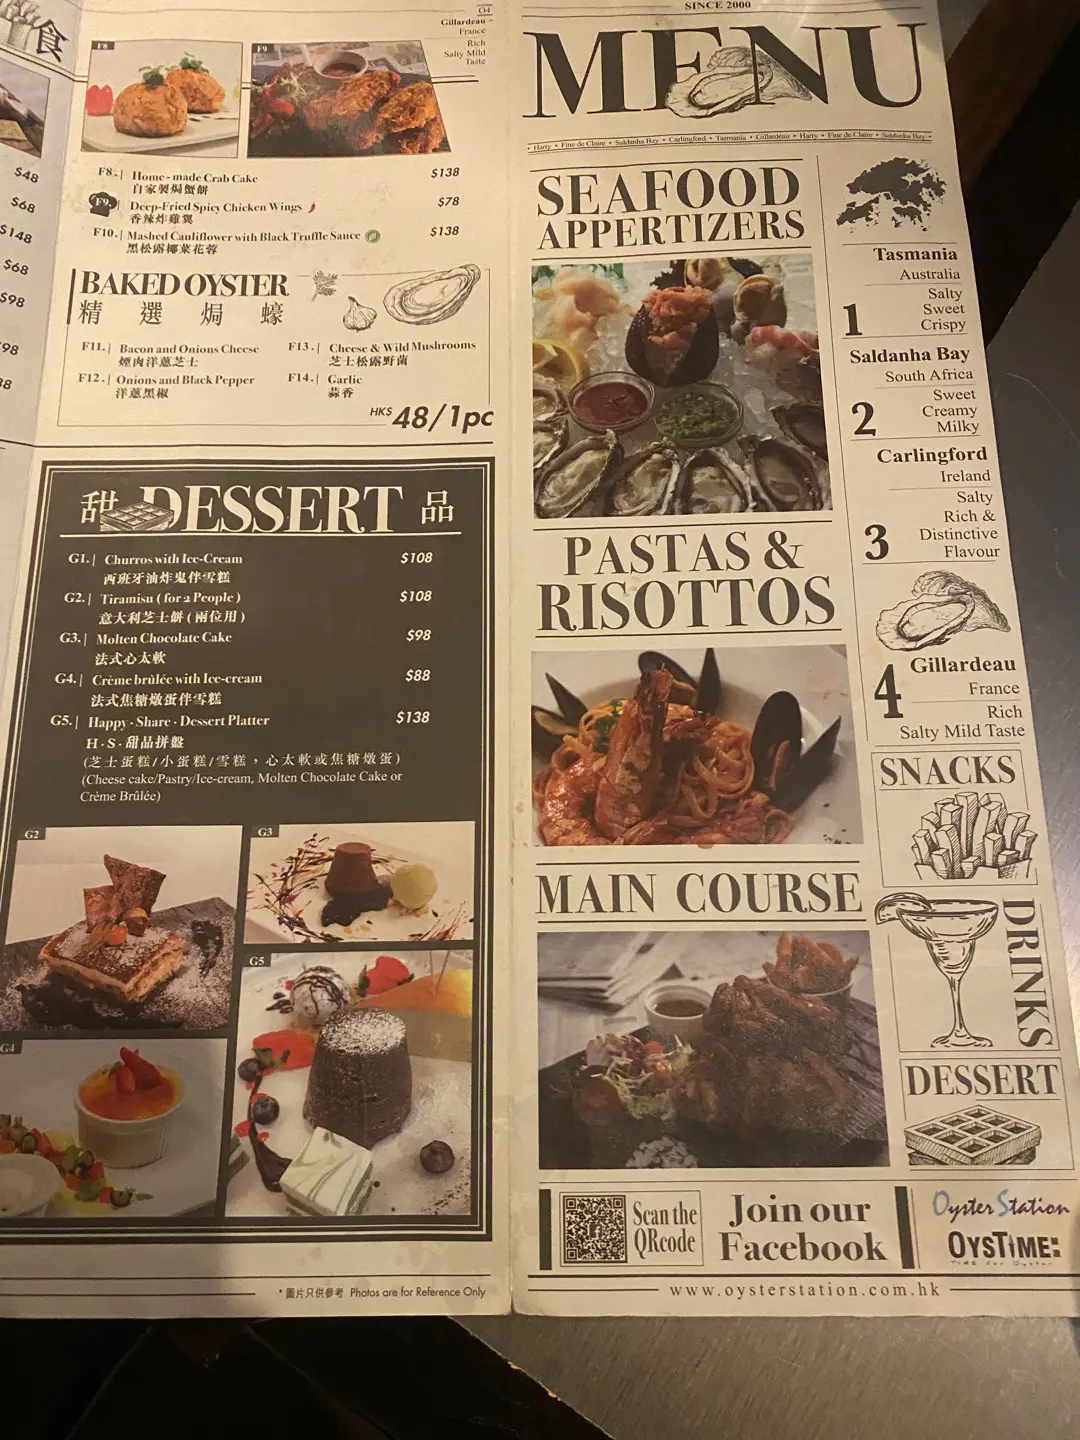 食
$48
$68
$148
$68
$98
O4
Gillardeau -
France
Rich
Salty Mild
Taste
F8
F9
F8. | Home-made Crab Cake $138
自家製焗蟹餅
F9. | Deep-Fried Spicy Chicken Wings $78
香辣炸雞翼
F10. | Mashed Cauliflower with Black Truffle Sauce $138
黑松露椰菜花蓉
BAKED OYSTER
精選焗蠔
F11. | Bacon and Onions Cheese
煙肉洋蔥芝士
F12. | Onions and Black Pepper
洋蔥黑椒
F13. | Cheese & Wild Mushrooms
芝士松露野菌
F14. | Garlic
蒜香
HK$ 48/1pc
甜 DESSERT 品
G1. | Churros with Ice-Cream $108
西班牙油炸鬼伴雪糕
G2. | Tiramisu ( for 2 People ) $108
意大利芝士餅 ( 兩位用 )
G3. | Molten Chocolate Cake $98
法式心太軟
G4. | Crème brûlée with Ice-cream $88
法式焦糖燉蛋伴雪糕
G5. | Happy · Share · Dessert Platter $138
H · S · 甜品拼盤
(芝士蛋糕/小蛋糕/雪糕，心太軟或焦糖燉蛋)
(Cheese cake/Pastry/Ice-cream, Molten Chocolate Cake or
Crème Brûlée)
G2
G3
G4
G5
* 圖片只供參考 Photos are for Reference Only
SINCE 2000
MENU
· Harty · Fine de Claire · Saldanha Bay · Carlingford · Tasmania · Gillardeau · Harty · Fine de Claire · Saldanha Bay ·
SEAFOOD
APPERTIZERS
PASTAS &
RISOTTOS
MAIN COURSE
Tasmania
Australia
1
Salty
Sweet
Crispy
Saldanha Bay
South Africa
2
Sweet
Creamy
Milky
Carlingford
Ireland
3
Salty
Rich &
Distinctive
Flavour
4
Gillardeau
France
Rich
Salty Mild Taste
SNACKS
DRINKS
DESSERT
Scan the
QRcode
Join our
Facebook
Oyster Station
OYSTIME:
TIME For Oyster
www.oysterstation.com.hk